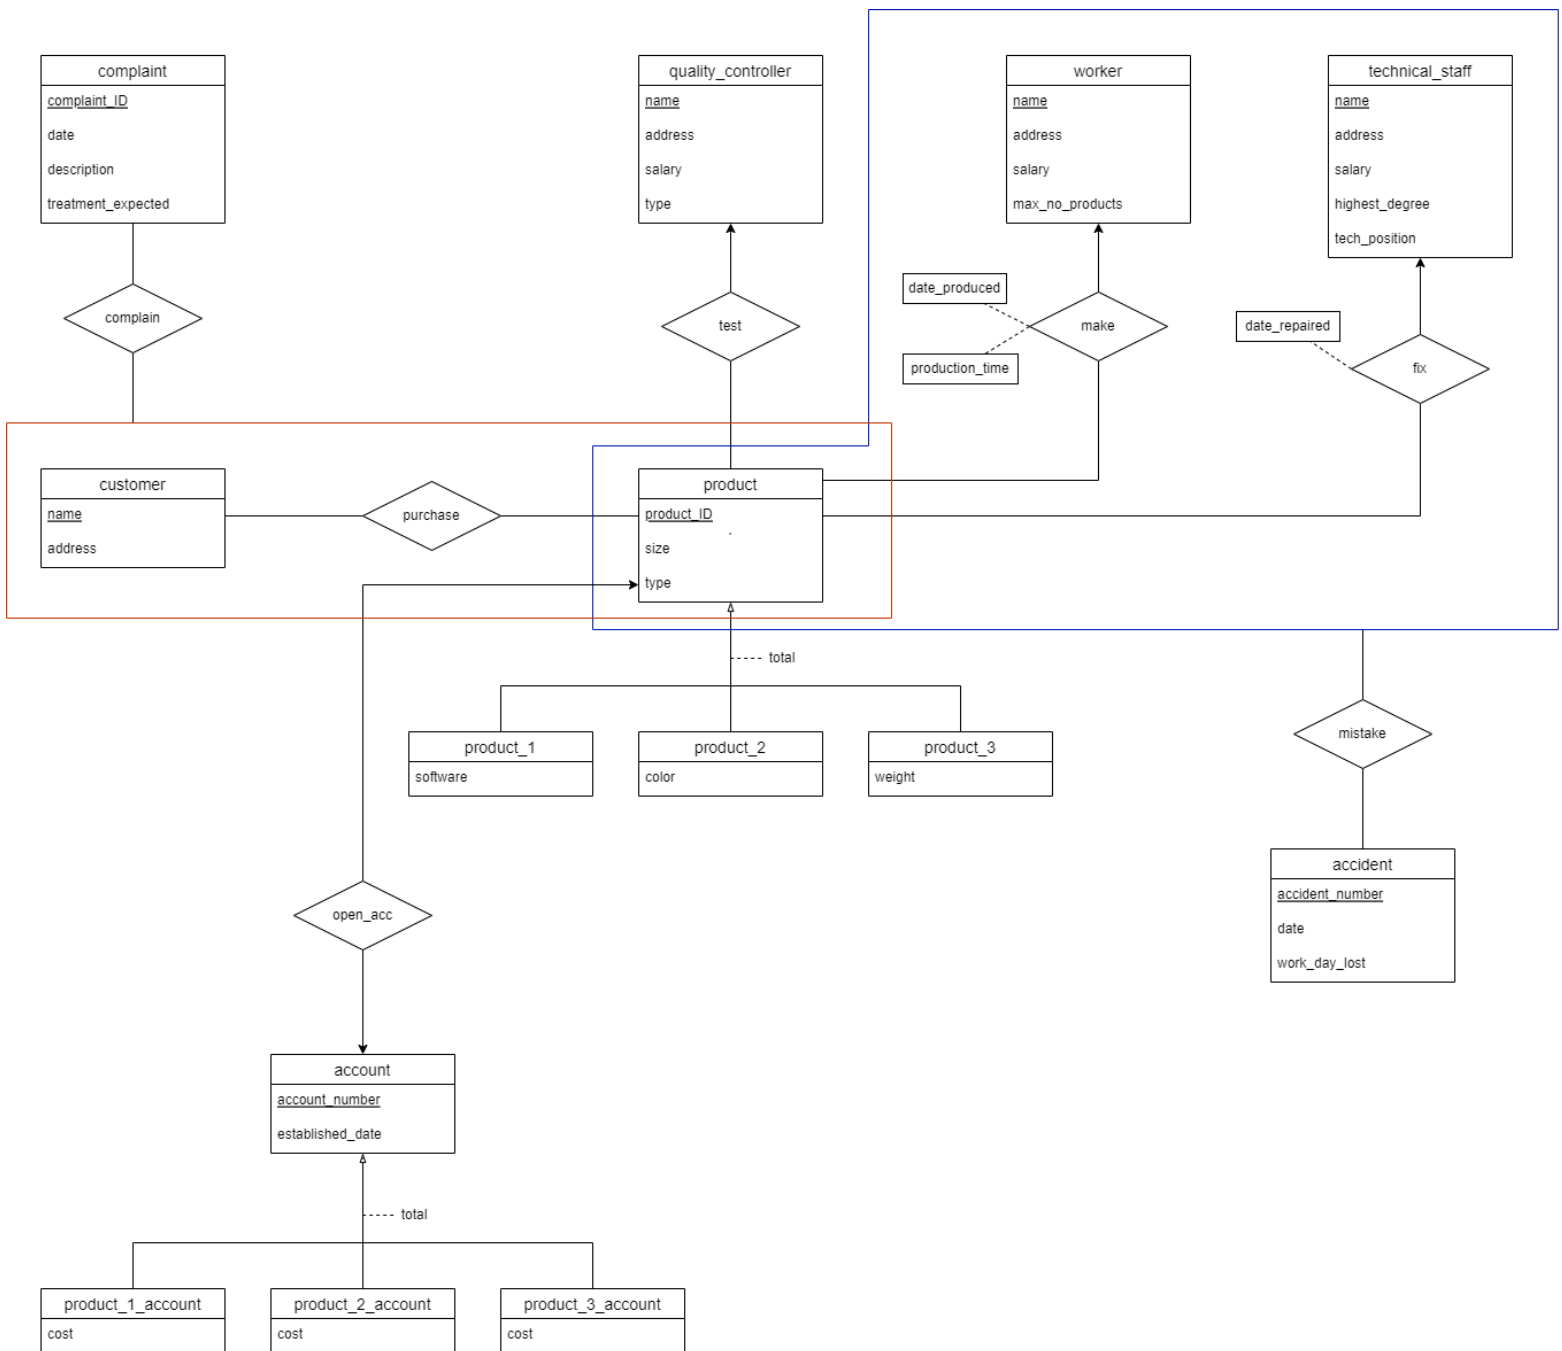 complaint
complaint_ID
date
description
treatment_expected
quality_controller
name
address
salary
type
worker
name
address
salary
max_no_products
technical_staff
name
address
salary
highest_degree
tech_position
complain
test
date_produced
make
production_time
date_repaired
fix
customer
name
address
purchase
product
product_ID
size
type
total
product_1
software
product_2
color
product_3
weight
mistake
accident
accident_number
date
work_day_lost
open_acc
account
account_number
established_date
total
product_1_account
cost
product_2_account
cost
product_3_account
cost